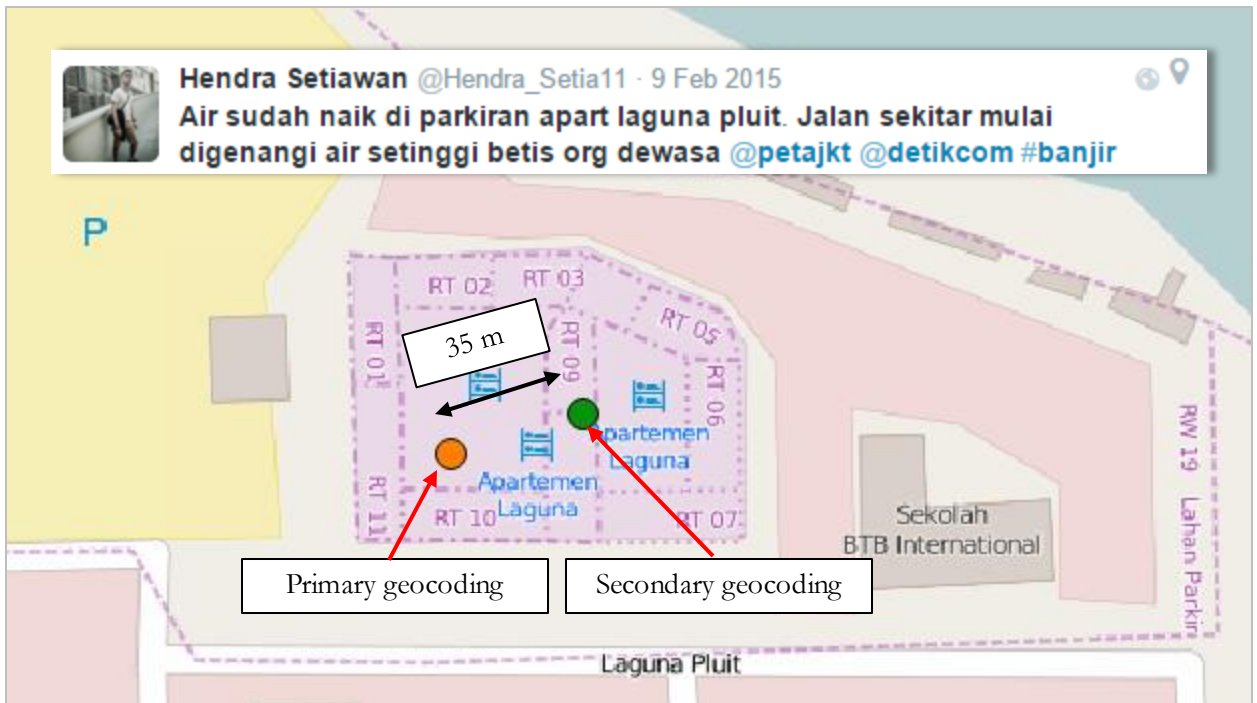 Hendra Setiawan @Hendra_Setia11 · 9 Feb 2015
Air sudah naik di parkiran apart laguna pluit. Jalan sekitar mulai
digenangi air setinggi betis org dewasa @petajkt @detikcom #banjir
P
RT 02
RT 03
RT 05
RT 01
35 m
RT 09
RT 06
Apartemen
Laguna
Apartemen
Laguna
RT 11
RT 10
RT 07
Sekolah
BTB International
RW 19 Lahan Parkir
Primary geocoding
Secondary geocoding
Laguna Pluit